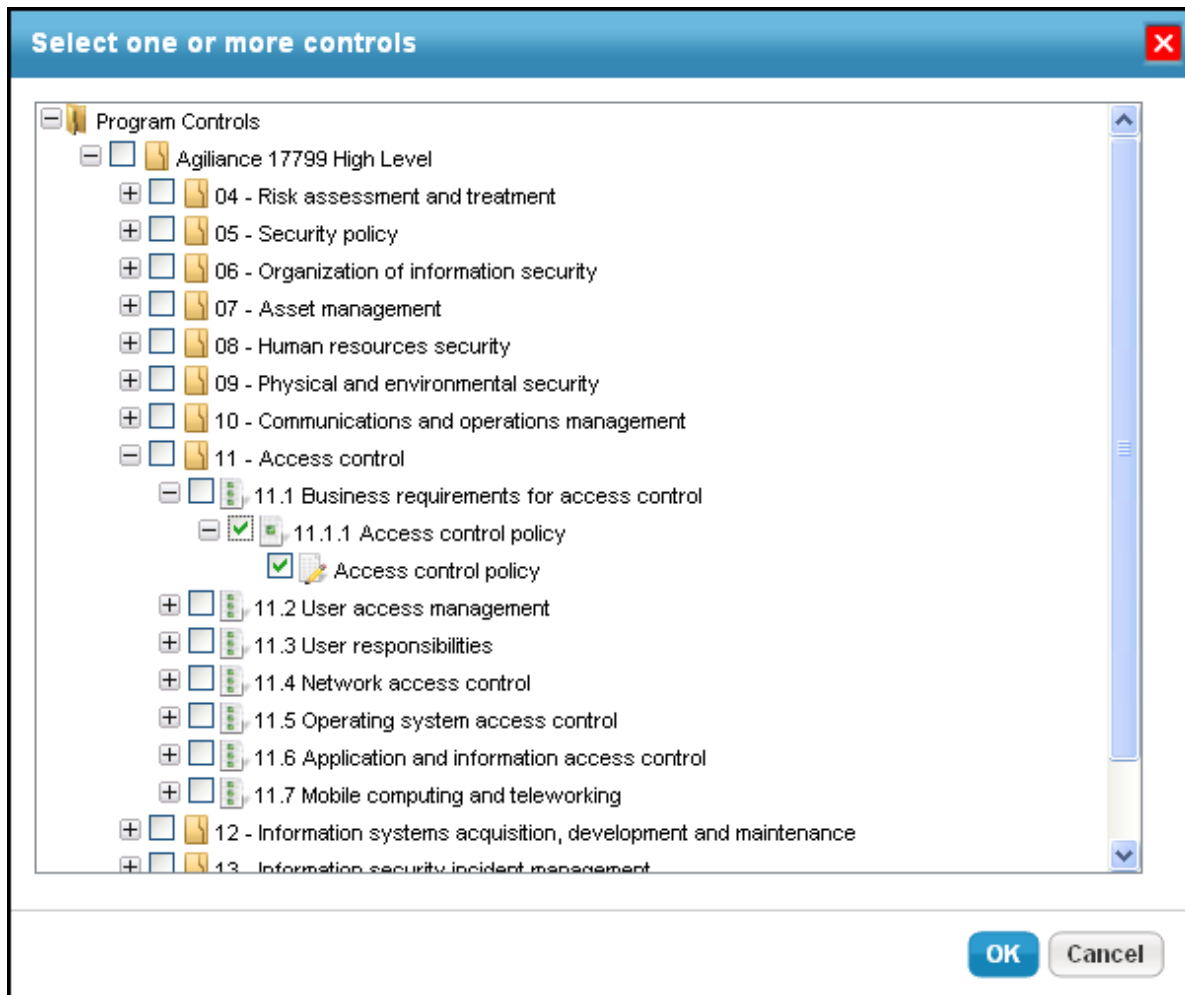 Select one or more controls
Program Controls
Agiliance 17799 High Level
04 - Risk assessment and treatment
05 - Security policy
06 - Organization of information security
07 - Asset management
08 - Human resources security
09 - Physical and environmental security
10 - Communications and operations management
11 - Access control
11.1 Business requirements for access control
11.1.1 Access control policy
Access control policy
11.2 User access management
11.3 User responsibilities
11.4 Network access control
11.5 Operating system access control
11.6 Application and information access control
11.7 Mobile computing and teleworking
12 - Information systems acquisition, development and maintenance
13 - Information security incident management
OK Cancel